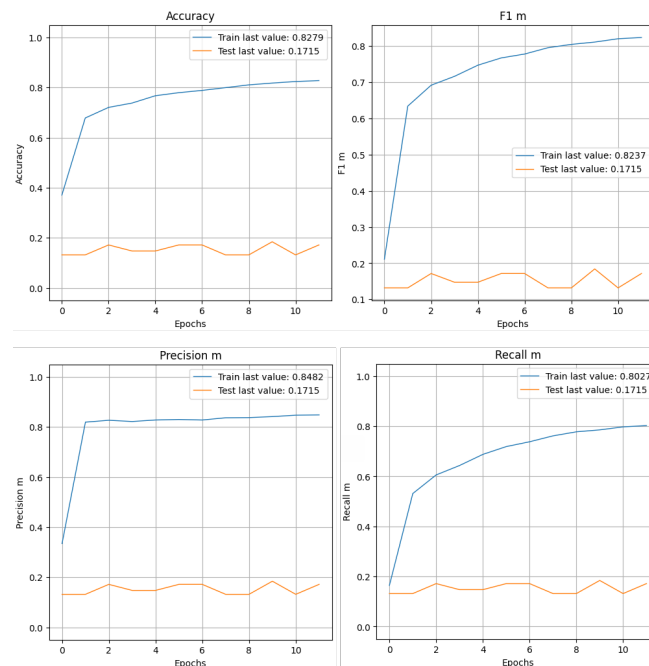 Accuracy
Train last value: 0.8279
Test last value: 0.1715
1.0
0.8
0.6
0.4
0.2
0.0
Accuracy
0 2 4 6 8 10
Epochs
F1 m
Train last value: 0.8237
Test last value: 0.1715
0.8
0.7
0.6
0.5
0.4
0.3
0.2
0.1
F1 m
0 2 4 6 8 10
Epochs
Precision m
Train last value: 0.8482
Test last value: 0.1715
1.0
0.8
0.6
0.4
0.2
0.0
Precision m
0 2 4 6 8 10
Epochs
Recall m
Train last value: 0.8027
Test last value: 0.1715
1.0
0.8
0.6
0.4
0.2
0.0
Recall m
0 2 4 6 8 10
Epochs